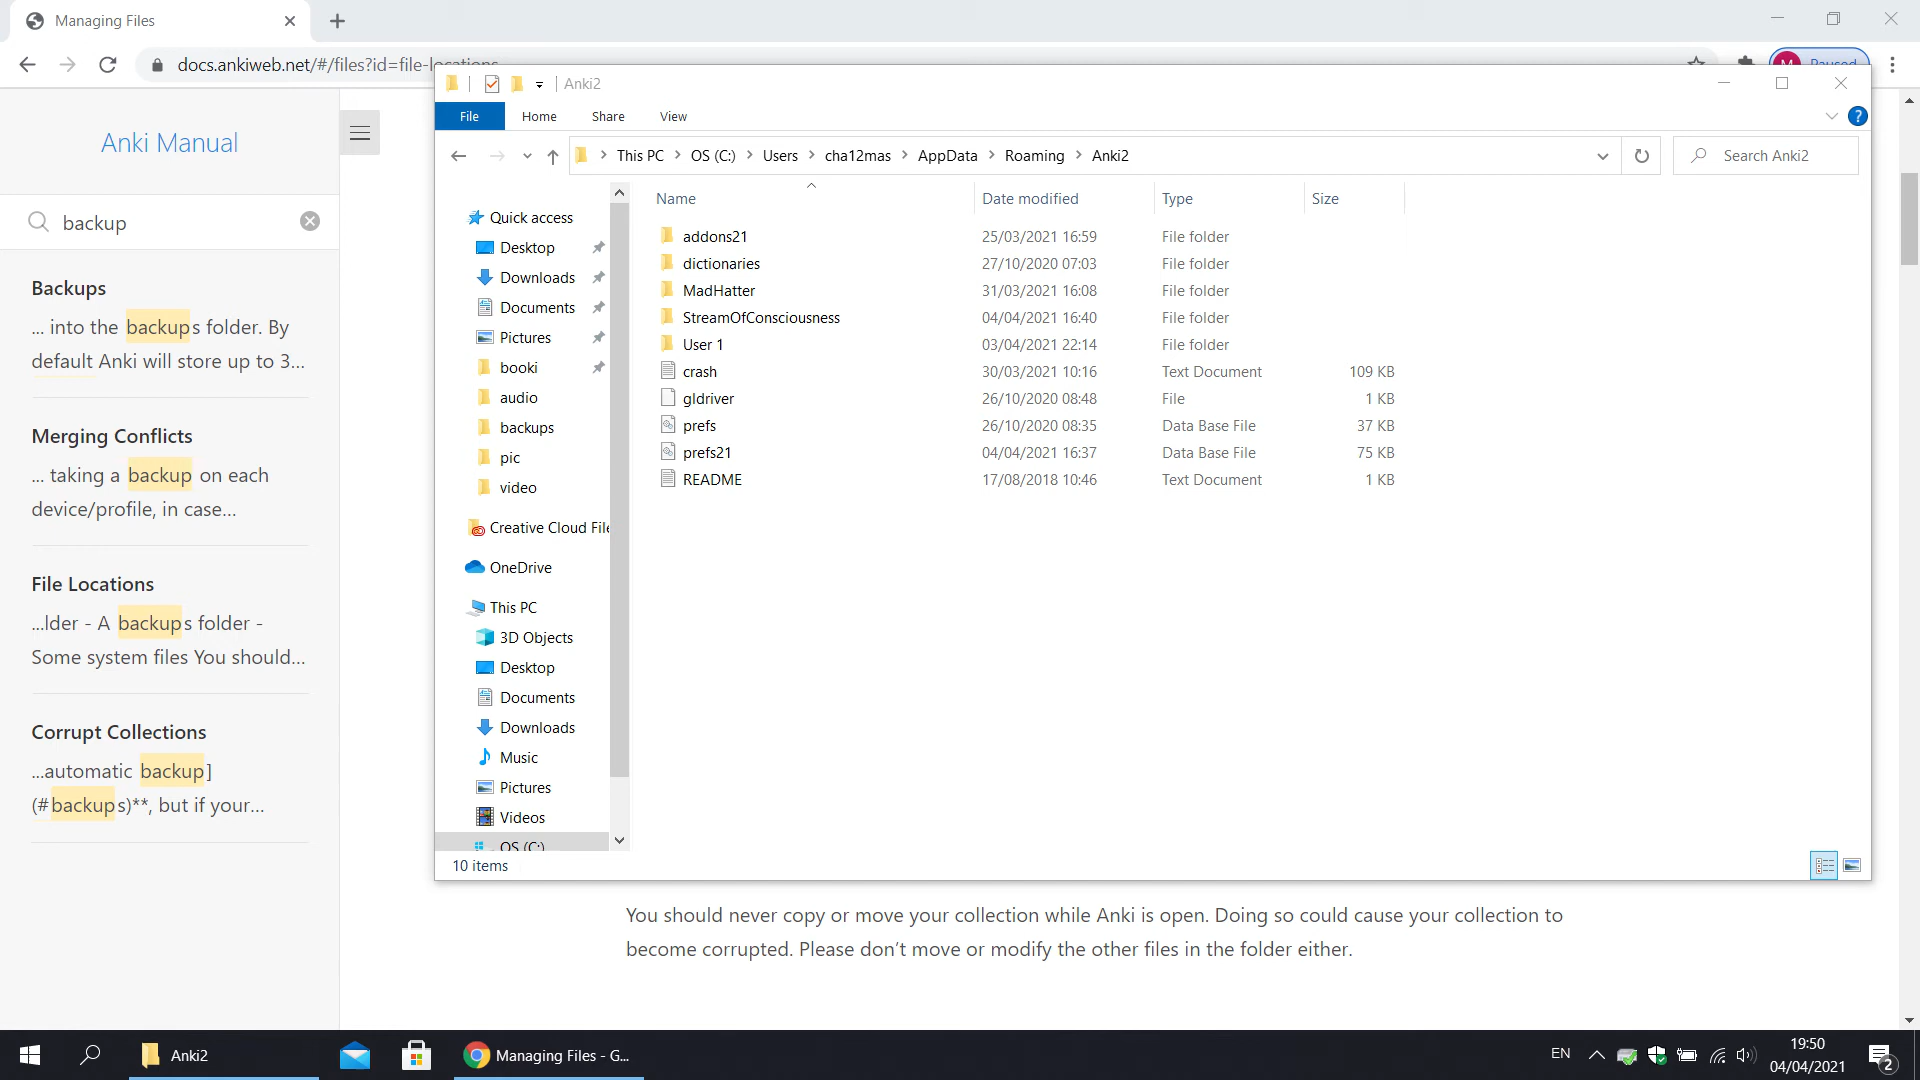 Managing Files
docs.ankiweb.net/#/files?id=file-locations
Paused
Anki Manual
backup
Backups
... into the backups folder. By
default Anki will store up to 3...
Merging Conflicts
... taking a backup on each
device/profile, in case...
File Locations
...lder - A backups folder -
Some system files You should...
Corrupt Collections
...automatic backup]
(#backups)**, but if your...
Anki2
File Home Share View
?
This PC OS (C:) Users cha12mas AppData Roaming Anki2
Search Anki2
Quick access
Desktop
Downloads
Documents
Pictures
booki
audio
backups
pic
video
Creative Cloud File
OneDrive
This PC
3D Objects
Desktop
Documents
Downloads
Music
Pictures
Videos
OS (C:)
Name Date modified Type Size
addons21 25/03/2021 16:59 File folder
dictionaries 27/10/2020 07:03 File folder
MadHatter 31/03/2021 16:08 File folder
StreamOfConsciousness 04/04/2021 16:40 File folder
User 1 03/04/2021 22:14 File folder
crash 30/03/2021 10:16 Text Document 109 KB
gldriver 26/10/2020 08:48 File 1 KB
prefs 26/10/2020 08:35 Data Base File 37 KB
prefs21 04/04/2021 16:37 Data Base File 75 KB
README 17/08/2018 10:46 Text Document 1 KB
10 items
You should never copy or move your collection while Anki is open. Doing so could cause your collection to
become corrupted. Please don't move or modify the other files in the folder either.
Anki2
Managing Files - G...
EN
19:50
04/04/2021
2